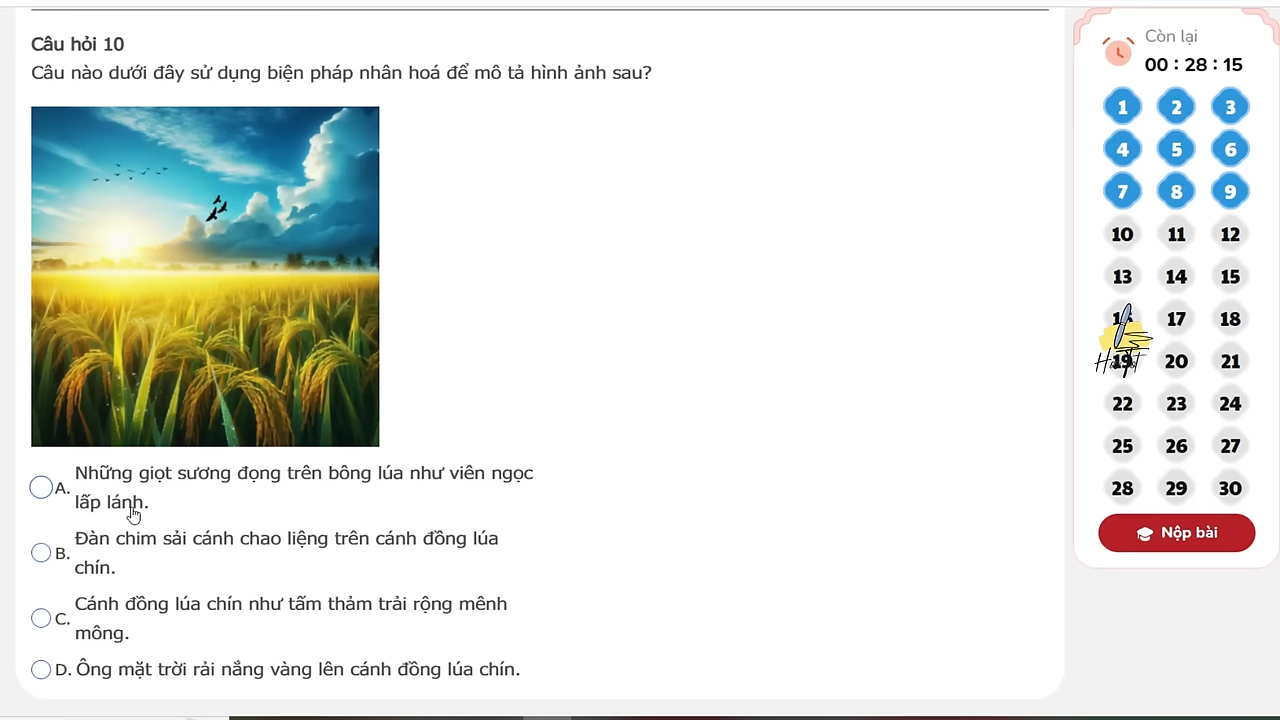 Câu hỏi 10
Câu nào dưới đây sử dụng biện pháp nhân hoá để mô tả hình ảnh sau?
A. Những giọt sương đọng trên bông lúa như viên ngọc
lấp lánh.
B. Đàn chim sải cánh chao liệng trên cánh đồng lúa
chín.
C. Cánh đồng lúa chín như tấm thảm trải rộng mênh
mông.
D. Ông mặt trời rải nắng vàng lên cánh đồng lúa chín.
Còn lại
00 : 28 : 15
1 2 3
4 5 6
7 8 9
10 11 12
13 14 15
17 18
19 20 21
22 23 24
25 26 27
28 29 30
Nộp bài